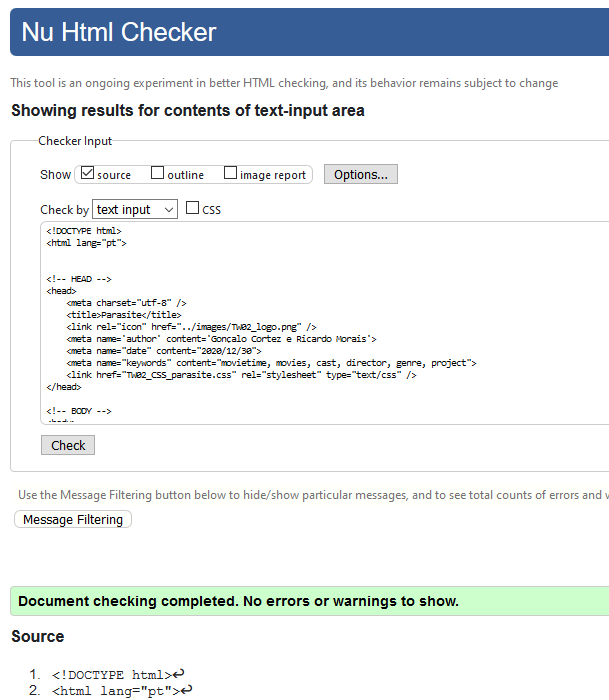 Nu Html Checker
This tool is an ongoing experiment in better HTML checking, and its behavior remains subject to change
Showing results for contents of text-input area
Checker Input
Show source outline image report Options...
Check by text input CSS
<!DOCTYPE html>
<html lang="pt">
<!-- HEAD -->
<head>
<meta charset="utf-8" />
<title>Parasite</title>
<link rel="icon" href="../images/TW02_logo.png" />
<meta name='author' content='Gonçalo Cortez e Ricardo Morais'>
<meta name="date" content="2020/12/30">
<meta name="keywords" content="movietime, movies, cast, director, genre, project">
<link href="TW02_CSS_parasite.css" rel="stylesheet" type="text/css" />
</head>
<!-- BODY -->
Check
Use the Message Filtering button below to hide/show particular messages, and to see total counts of errors and
Message Filtering
Document checking completed. No errors or warnings to show.
Source
1. <!DOCTYPE html>↩
2. <html lang="pt">↩